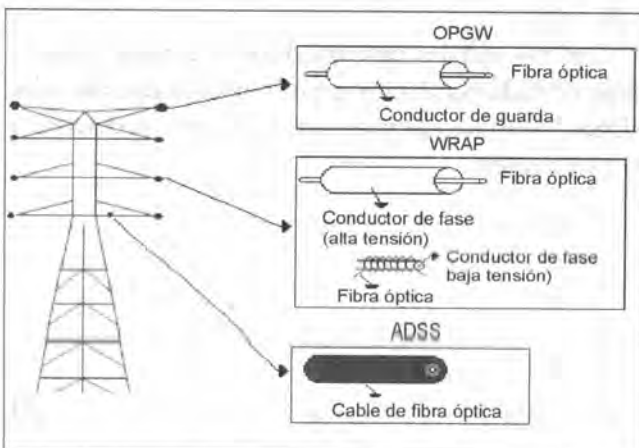 OPGW
Fibra óptica
Conductor de guarda
WRAP
Fibra óptica
Conductor de fase
(alta tensión)
Conductor de fase
baja tensión)
Fibra óptica
ADSS
Cable de fibra óptica